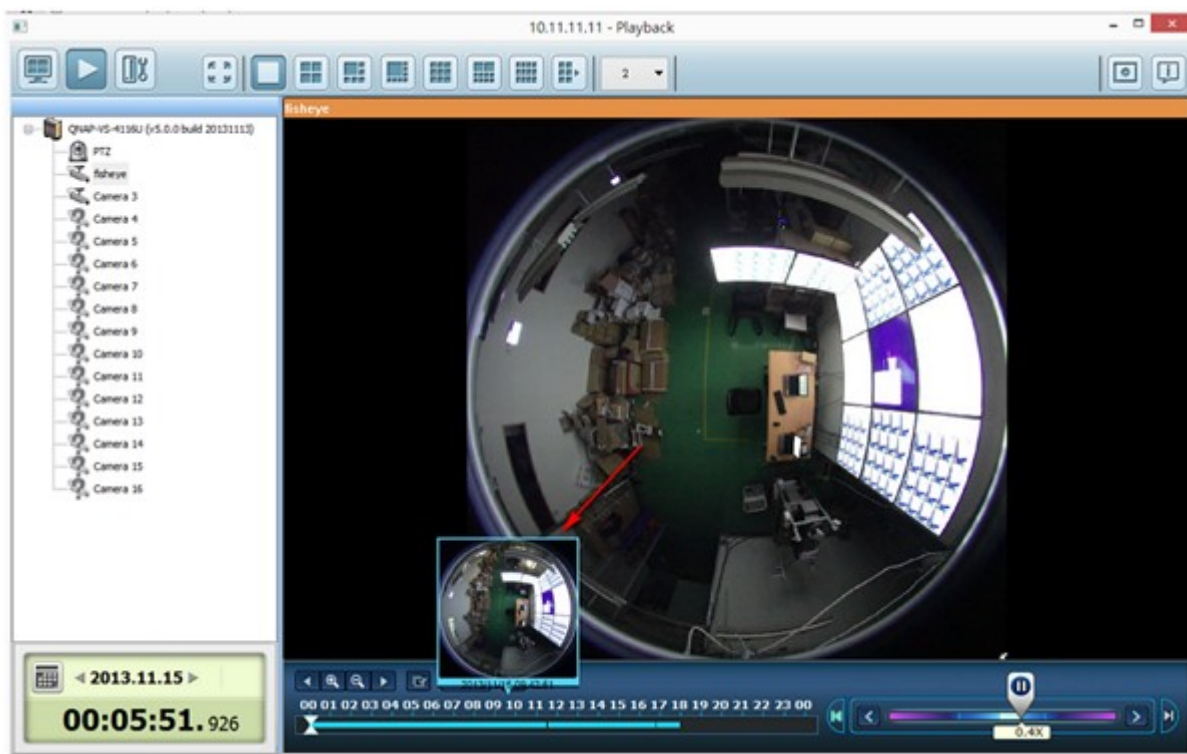 10.11.11.11 - Playback
2
fisheye
QNAP-VS-4116U (v5.0.0 build 20131113)
PTZ
fisheye
Camera 3
Camera 4
Camera 5
Camera 6
Camera 7
Camera 8
Camera 9
Camera 10
Camera 11
Camera 12
Camera 13
Camera 14
Camera 15
Camera 16
2013.11.15
00:05:51.926
00 01 02 03 04 05 06 07 08 09 10 11 12 13 14 15 16 17 18 19 20 21 22 23 00
0.4X